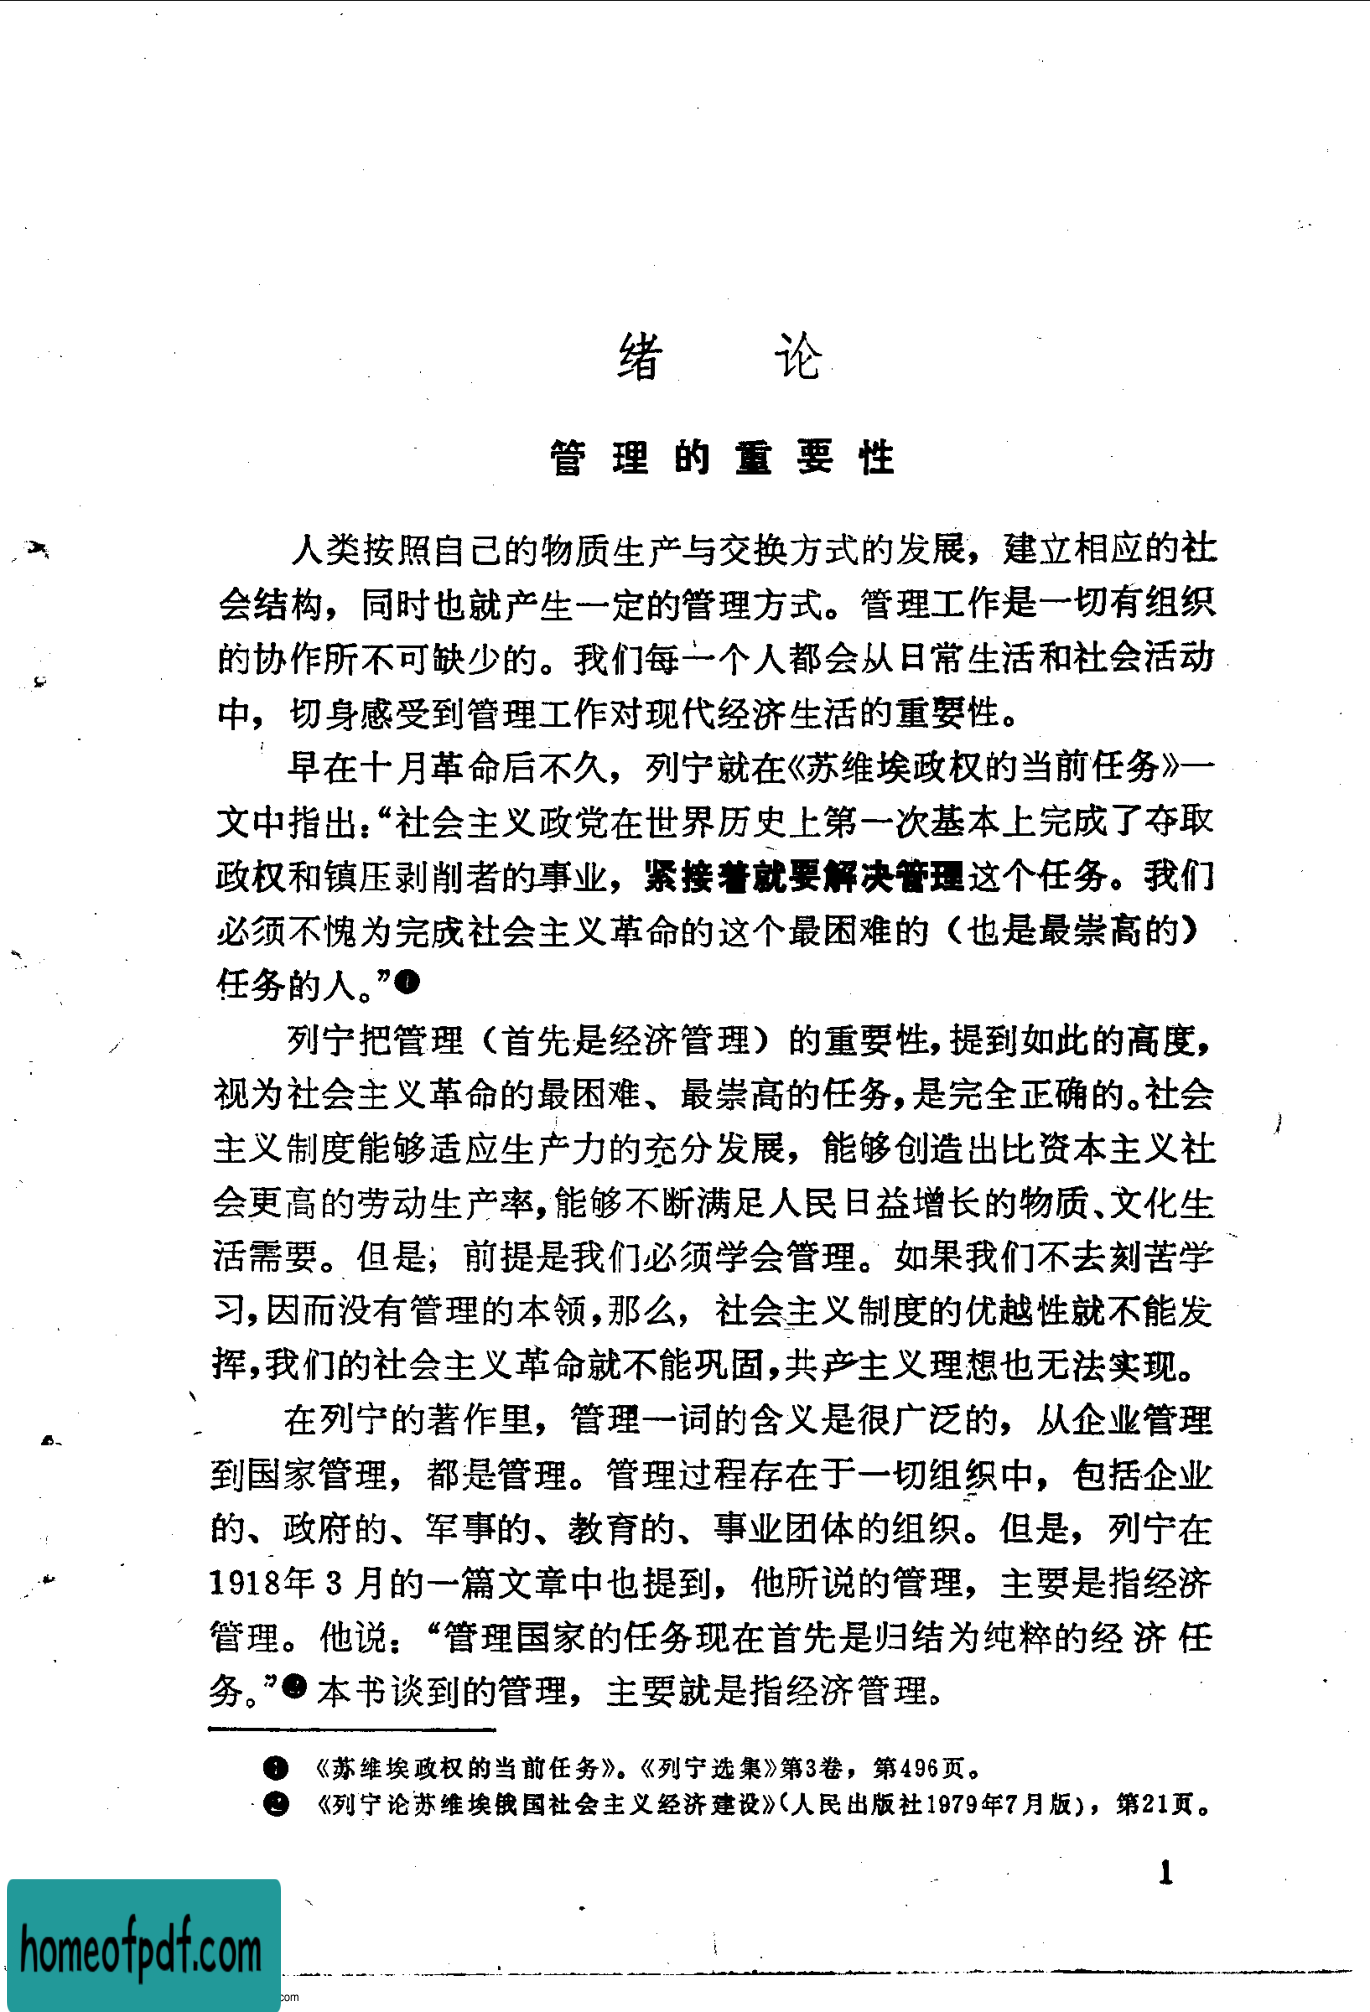 绪 论
管理的重要性
人类按照自己的物质生产与交换方式的发展，建立相应的社
会结构，同时也就产生一定的管理方式。管理工作是一切有组织
的协作所不可缺少的。我们每一个人都会从日常生活和社会活动
中，切身感受到管理工作对现代经济生活的重要性。
早在十月革命后不久，列宁就在《苏维埃政权的当前任务》一
文中指出：“社会主义政党在世界历史上第一次基本上完成了夺取
政权和镇压剥削者的事业，紧接着就要解决管理这个任务。我们
必须不愧为完成社会主义革命的这个最困难的（也是最崇高的）
任务的人。”❶
列宁把管理（首先是经济管理）的重要性，提到如此的高度，
视为社会主义革命的最困难、最崇高的任务，是完全正确的。社会
主义制度能够适应生产力的充分发展，能够创造出比资本主义社
会更高的劳动生产率，能够不断满足人民日益增长的物质、文化生
活需要。但是，前提是我们必须学会管理。如果我们不去刻苦学
习，因而没有管理的本领，那么，社会主义制度的优越性就不能发
挥，我们的社会主义革命就不能巩固，共产主义理想也无法实现。
在列宁的著作里，管理一词的含义是很广泛的，从企业管理
到国家管理，都是管理。管理过程存在于一切组织中，包括企业
的、政府的、军事的、教育的、事业团体的组织。但是，列宁在
1918年3月的一篇文章中也提到，他所说的管理，主要是指经济
管理。他说：“管理国家的任务现在首先是归结为纯粹的经济任
务。”❷本书谈到的管理，主要就是指经济管理。
❶ 《苏维埃政权的当前任务》。《列宁选集》第3卷，第496页。
❷ 《列宁论苏维埃俄国社会主义经济建设》（人民出版社1979年7月版），第21页。
1
homeofpdf.com
com